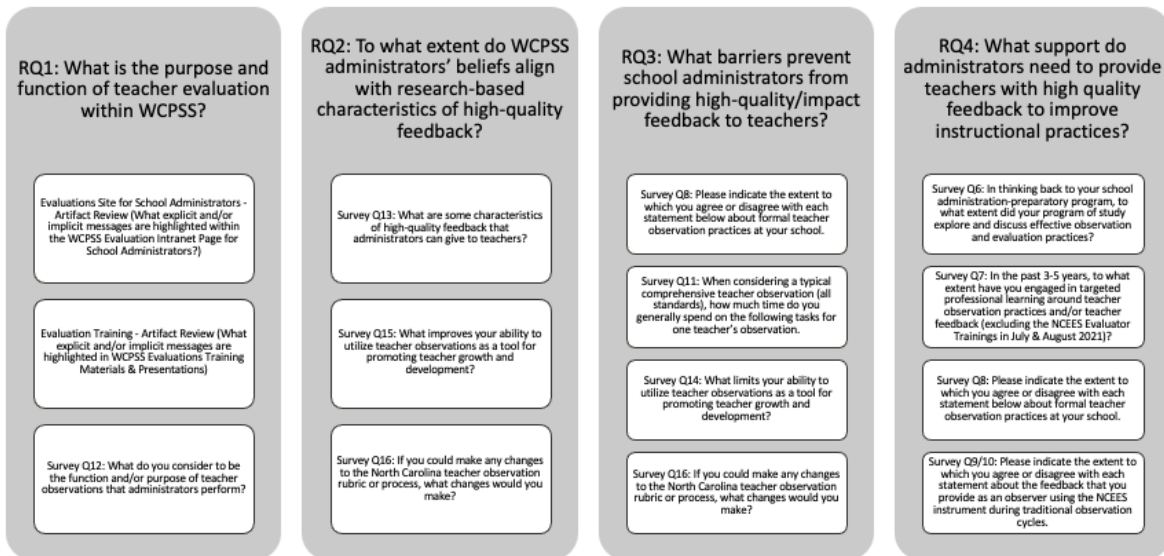 RQ1: What is the purpose and
function of teacher evaluation
within WCPSS?
Evaluations Site for School Administrators -
Artifact Review (What explicit and/or
implicit messages are highlighted within
the WCPSS Evaluation Intranet Page for
School Administrators?)
Evaluation Training - Artifact Review (What
explicit and/or implicit messages are
highlighted in WCPSS Evaluations Training
Materials & Presentations)
Survey Q12: What do you consider to be
the function and/or purpose of teacher
observations that administrators perform?
RQ2: To what extent do WCPSS
administrators' beliefs align
with research-based
characteristics of high-quality
feedback?
Survey Q13: What are some characteristics
of high-quality feedback that
administrators can give to teachers?
Survey Q15: What improves your ability to
utilize teacher observations as a tool for
promoting teacher growth and
development?
Survey Q16: If you could make any changes
to the North Carolina teacher observation
rubric or process, what changes would you
make?
RQ3: What barriers prevent
school administrators from
providing high-quality/impact
feedback to teachers?
Survey Q8: Please indicate the extent to
which you agree or disagree with each
statement below about formal teacher
observation practices at your school.
Survey Q11: When considering a typical
comprehensive teacher observation (all
standards), how much time do you
generally spend on the following tasks for
one teacher's observation.
Survey Q14: What limits your ability to
utilize teacher observations as a tool for
promoting teacher growth and
development?
Survey Q16: If you could make any changes
to the North Carolina teacher observation
rubric or process, what changes would you
make?
RQ4: What support do
administrators need to provide
teachers with high quality
feedback to improve
instructional practices?
Survey Q6: In thinking back to your school
administration-preparatory program, to
what extent did your program of study
explore and discuss effective observation
and evaluation practices?
Survey Q7: In the past 3-5 years, to what
extent have you engaged in targeted
professional learning around teacher
observation practices and/or teacher
feedback (excluding the NCEES Evaluator
Trainings in July & August 2021)?
Survey Q8: Please indicate the extent to
which you agree or disagree with each
statement below about formal teacher
observation practices at your school.
Survey Q9/10: Please indicate the extent to
which you agree or disagree with each
statement about the feedback that you
provide as an observer using the NCEES
instrument during traditional observation
cycles.